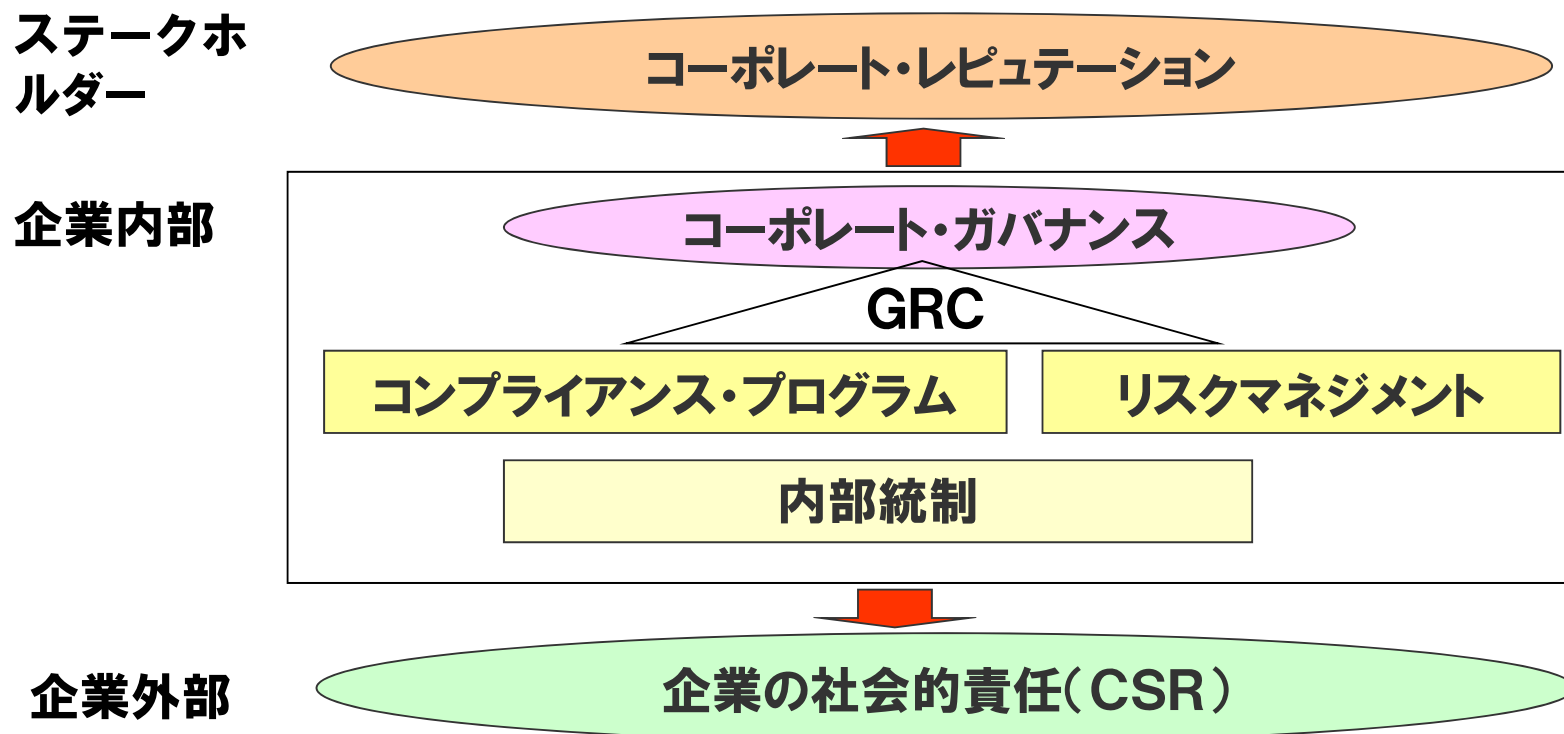 ステークホ
ルダー
コーポレート・レピュテーション
企業内部
コーポレート・ガバナンス
GRC
コンプライアンス・プログラム
リスクマネジメント
内部統制
企業外部
企業の社会的責任(CSR)